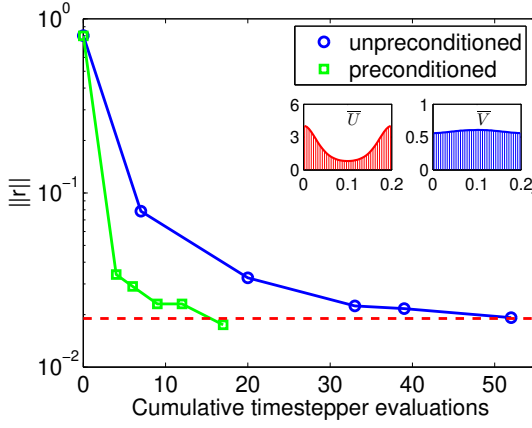 10^0
10^-1
10^-2
||r||
unpreconditioned
preconditioned
6
3
0
U̅
0 0.1 0.2
1
0.5
0
V̅
0 0.1 0.2
0 10 20 30 40 50
Cumulative timestepper evaluations